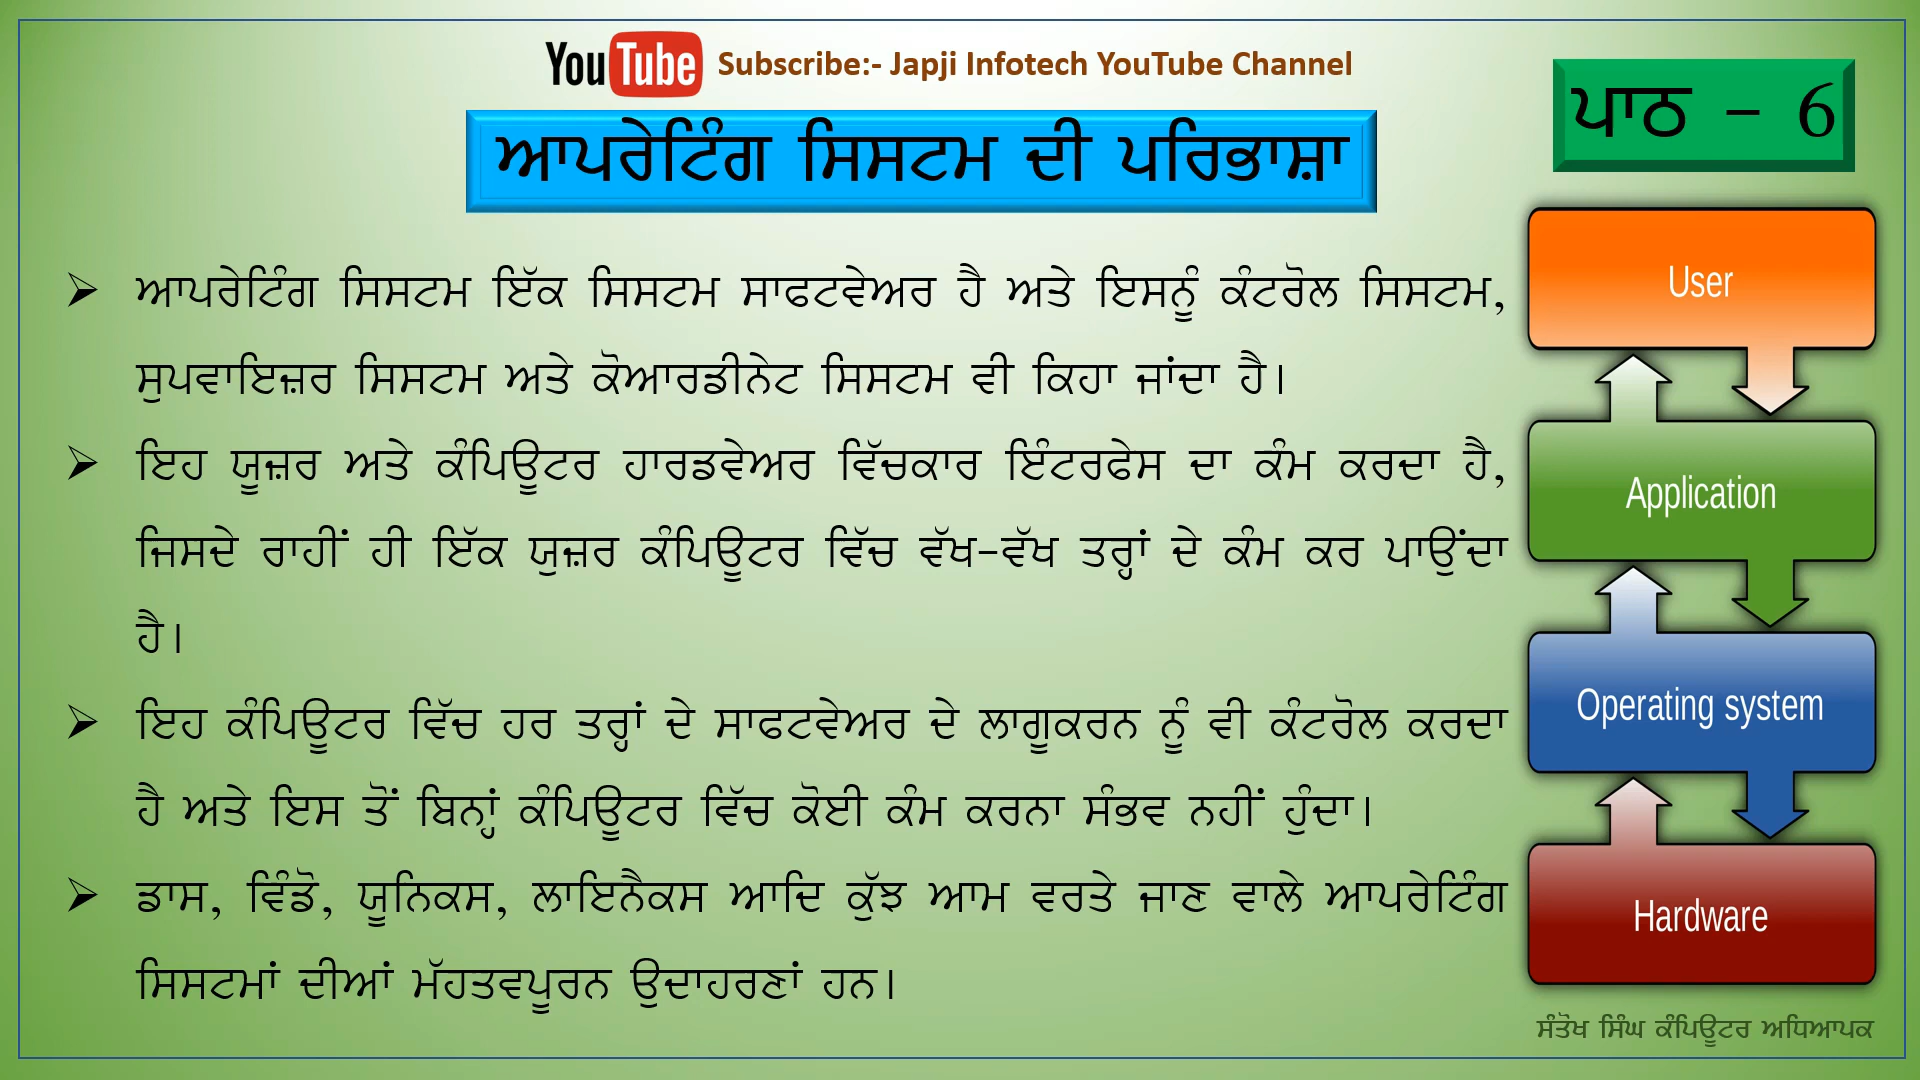 YouTube Subscribe:- Japji Infotech YouTube Channel
ਪਾਠ - 6
ਆਪਰੇਟਿੰਗ ਸਿਸਟਮ ਦੀ ਪਰਿਭਾਸ਼ਾ
➢ ਆਪਰੇਟਿੰਗ ਸਿਸਟਮ ਇੱਕ ਸਿਸਟਮ ਸਾਫਟਵੇਅਰ ਹੈ ਅਤੇ ਇਸਨੂੰ ਕੰਟਰੋਲ ਸਿਸਟਮ,
ਸੁਪਵਾਇਜ਼ਰ ਸਿਸਟਮ ਅਤੇ ਕੋਆਰਡੀਨੇਟ ਸਿਸਟਮ ਵੀ ਕਿਹਾ ਜਾਂਦਾ ਹੈ।
➢ ਇਹ ਯੂਜ਼ਰ ਅਤੇ ਕੰਪਿਊਟਰ ਹਾਰਡਵੇਅਰ ਵਿੱਚਕਾਰ ਇੰਟਰਫੇਸ ਦਾ ਕੰਮ ਕਰਦਾ ਹੈ,
ਜਿਸਦੇ ਰਾਹੀਂ ਹੀ ਇੱਕ ਯੁਜ਼ਰ ਕੰਪਿਊਟਰ ਵਿੱਚ ਵੱਖ-ਵੱਖ ਤਰ੍ਹਾਂ ਦੇ ਕੰਮ ਕਰ ਪਾਉਂਦਾ
ਹੈ।
➢ ਇਹ ਕੰਪਿਊਟਰ ਵਿੱਚ ਹਰ ਤਰ੍ਹਾਂ ਦੇ ਸਾਫਟਵੇਅਰ ਦੇ ਲਾਗੂਕਰਨ ਨੂੰ ਵੀ ਕੰਟਰੋਲ ਕਰਦਾ
ਹੈ ਅਤੇ ਇਸ ਤੋਂ ਬਿਨ੍ਹਾਂ ਕੰਪਿਊਟਰ ਵਿੱਚ ਕੋਈ ਕੰਮ ਕਰਨਾ ਸੰਭਵ ਨਹੀਂ ਹੁੰਦਾ।
➢ ਡਾਸ, ਵਿੰਡੋ, ਯੂਨਿਕਸ, ਲਾਇਨੈਕਸ ਆਦਿ ਕੁੱਝ ਆਮ ਵਰਤੇ ਜਾਣ ਵਾਲੇ ਆਪਰੇਟਿੰਗ
ਸਿਸਟਮਾਂ ਦੀਆਂ ਮੱਹਤਵਪੂਰਨ ਉਦਾਹਰਣਾਂ ਹਨ।
User
Application
Operating system
Hardware
ਸੰਤੋਖ ਸਿੰਘ ਕੰਪਿਊਟਰ ਅਧਿਆਪਕ